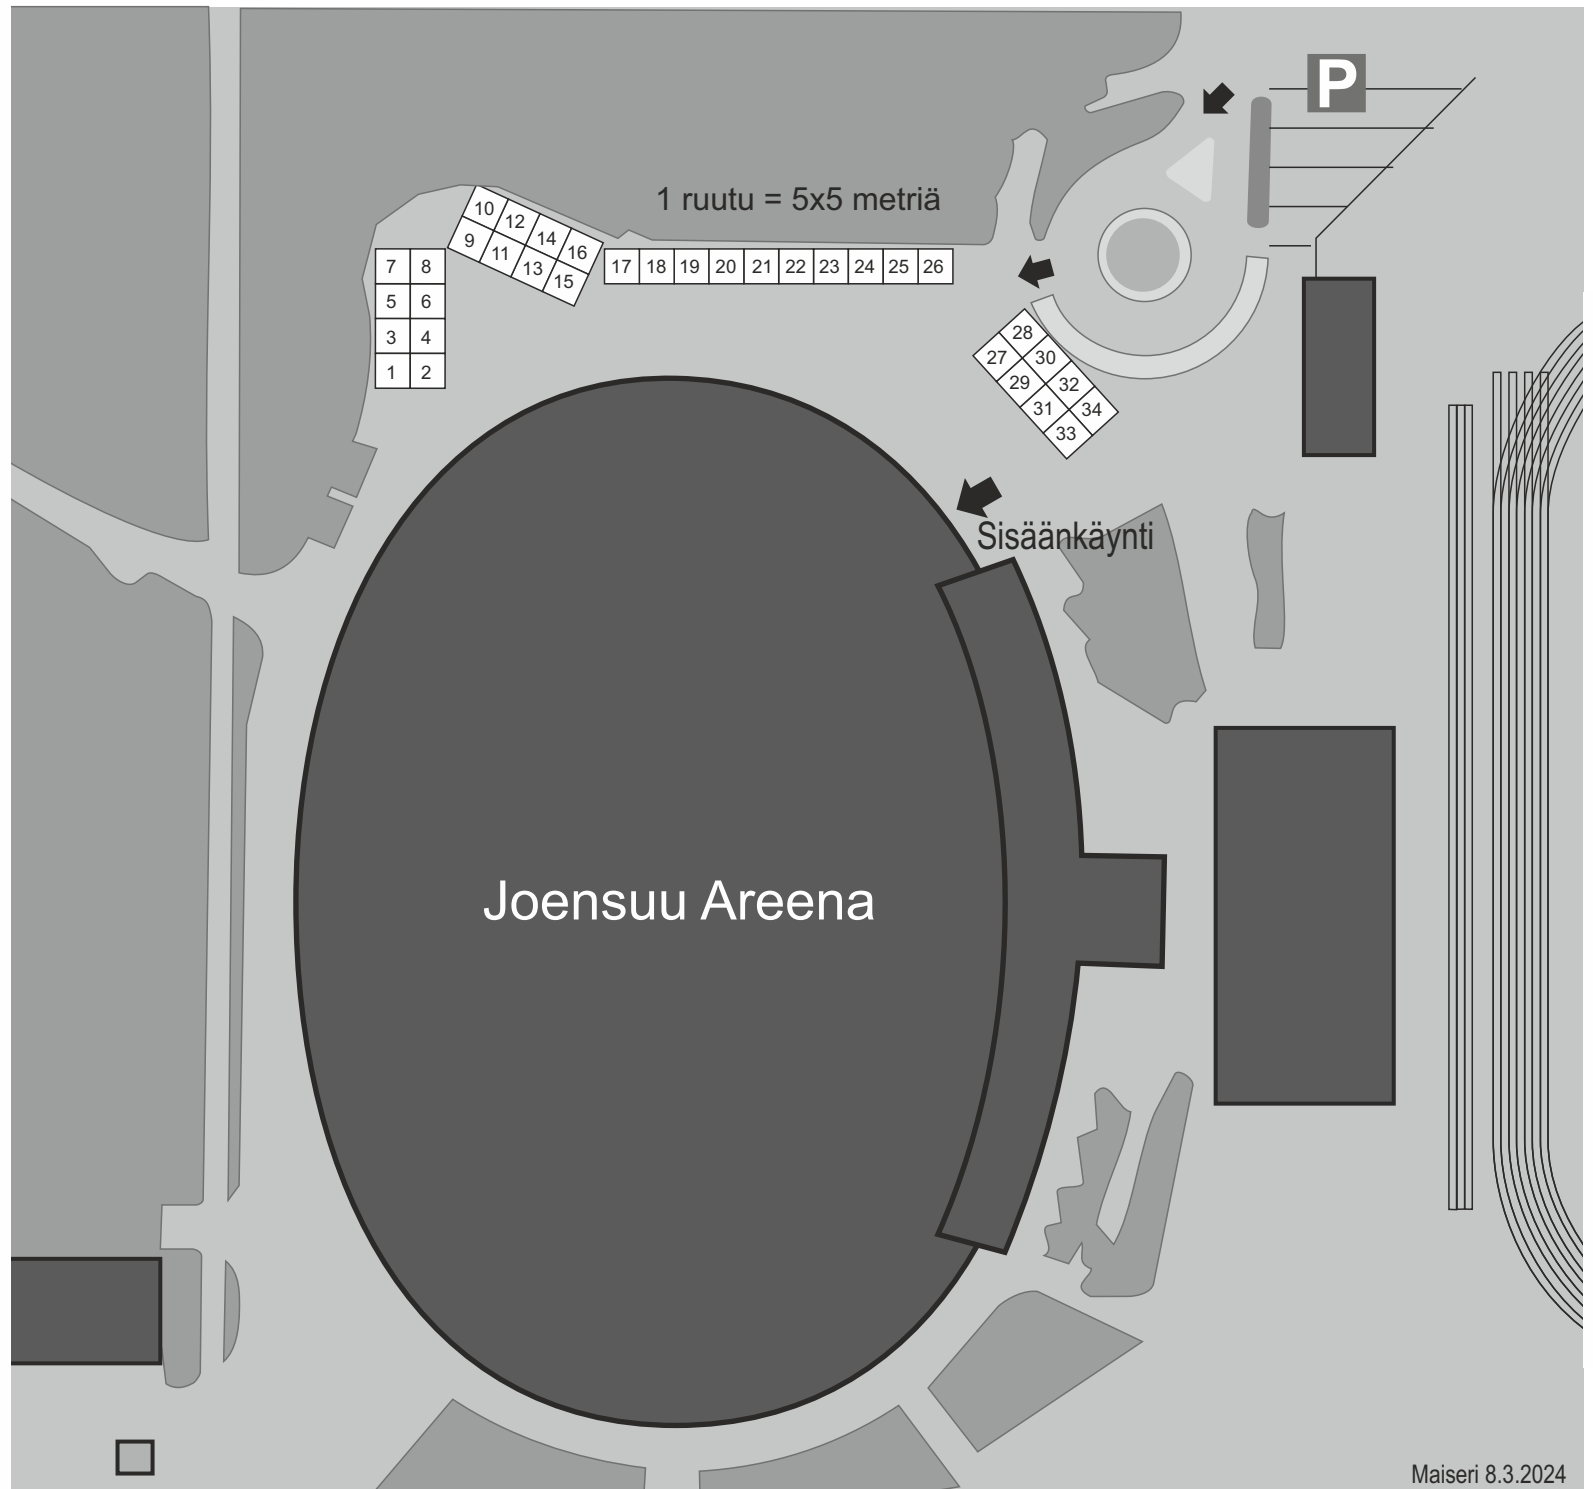 P
1 ruutu = 5x5 metriä
10 12 14 16
9 11 13 15
7 8
5 6
3 4
1 2
17 18 19 20 21 22 23 24 25 26
28 30 32 34
27 29 31 33
Sisäänkäynti
Joensuu Areena
Maiseri 8.3.2024